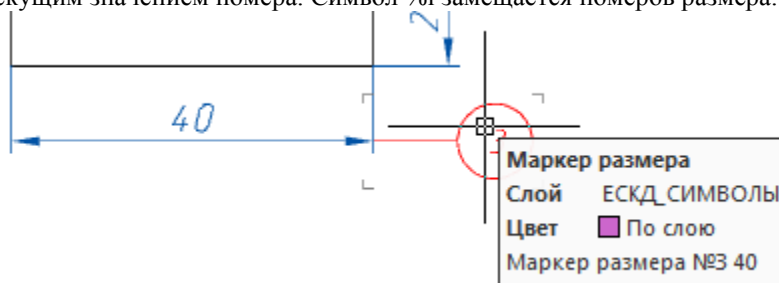 екущим значением номера. Символ %i замещается номеров размера.
2
40
Маркер размера
Слой ЕСКД_СИМВОЛЫ
Цвет По слою
Маркер размера №3 40